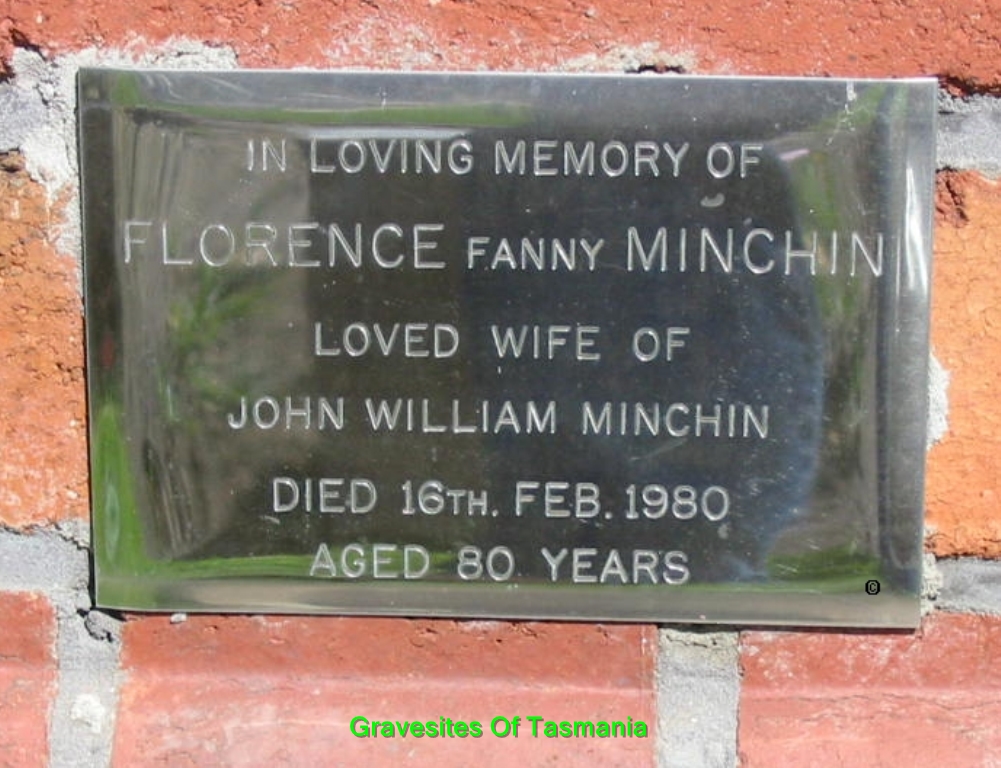 IN LOVING MEMORY OF
FLORENCE FANNY MINCHIN
LOVED WIFE OF
JOHN WILLIAM MINCHIN
DIED 16TH. FEB. 1980
AGED 80 YEARS
©
Gravesites Of Tasmania